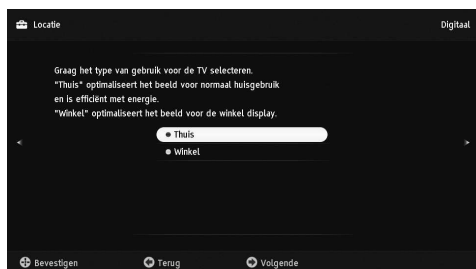 Locatie
Digitaal
Graag het type van gebruik voor de TV selecteren.
"Thuis" optimaliseert het beeld voor normaal huisgebruik
en is efficiënt met energie.
"Winkel" optimaliseert het beeld voor de winkel display.
Thuis
Winkel
Bevestigen
Terug
Volgende